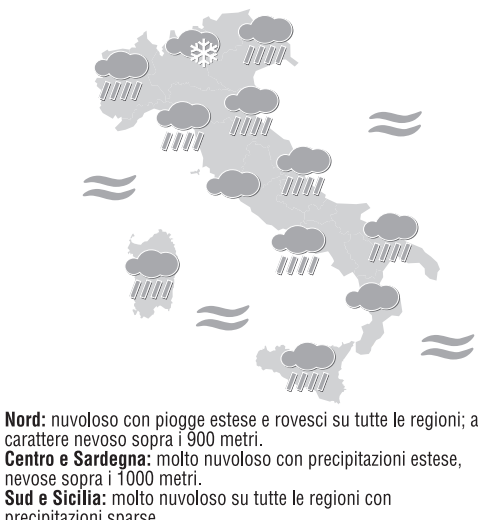 Nord: nuvoloso con piogge estese e rovesci su tutte le regioni; a
carattere nevoso sopra i 900 metri.
Centro e Sardegna: molto nuvoloso con precipitazioni estese,
nevose sopra i 1000 metri.
Sud e Sicilia: molto nuvoloso su tutte le regioni con
precipitazioni sparse.